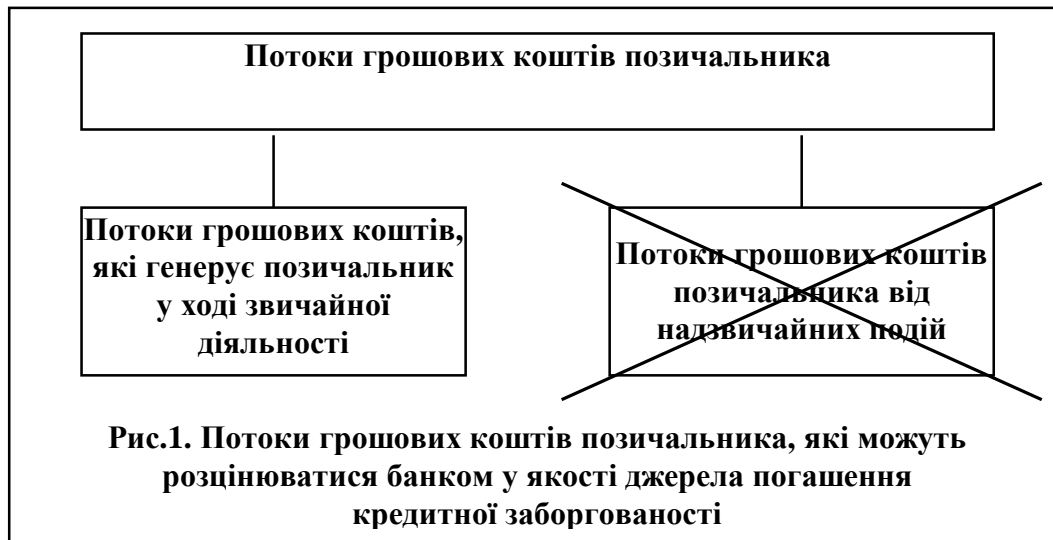 Потоки грошових коштів позичальника
Потоки грошових коштів,
які генерує позичальник
у ході звичайної
діяльності
Потоки грошових коштів
позичальника від
надзвичайних подій
Рис.1. Потоки грошових коштів позичальника, які можуть
розцінюватися банком у якості джерела погашення
кредитної заборгованості